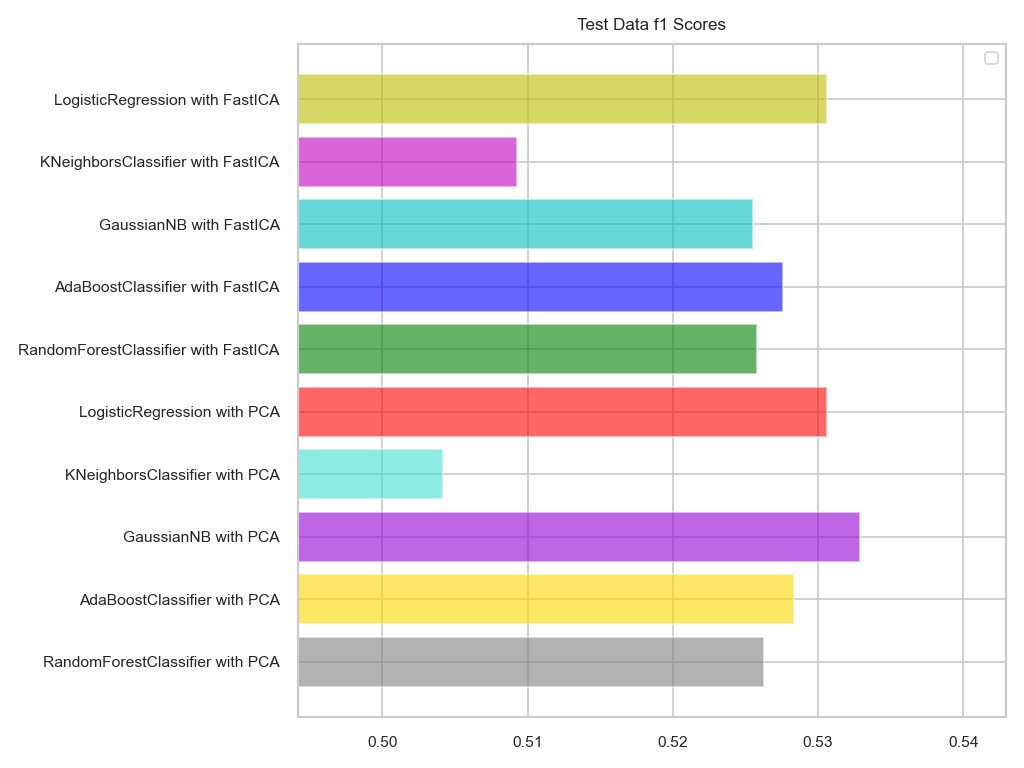 Test Data f1 Scores
LogisticRegression with FastICA
KNeighborsClassifier with FastICA
GaussianNB with FastICA
AdaBoostClassifier with FastICA
RandomForestClassifier with FastICA
LogisticRegression with PCA
KNeighborsClassifier with PCA
GaussianNB with PCA
AdaBoostClassifier with PCA
RandomForestClassifier with PCA
0.50 0.51 0.52 0.53 0.54